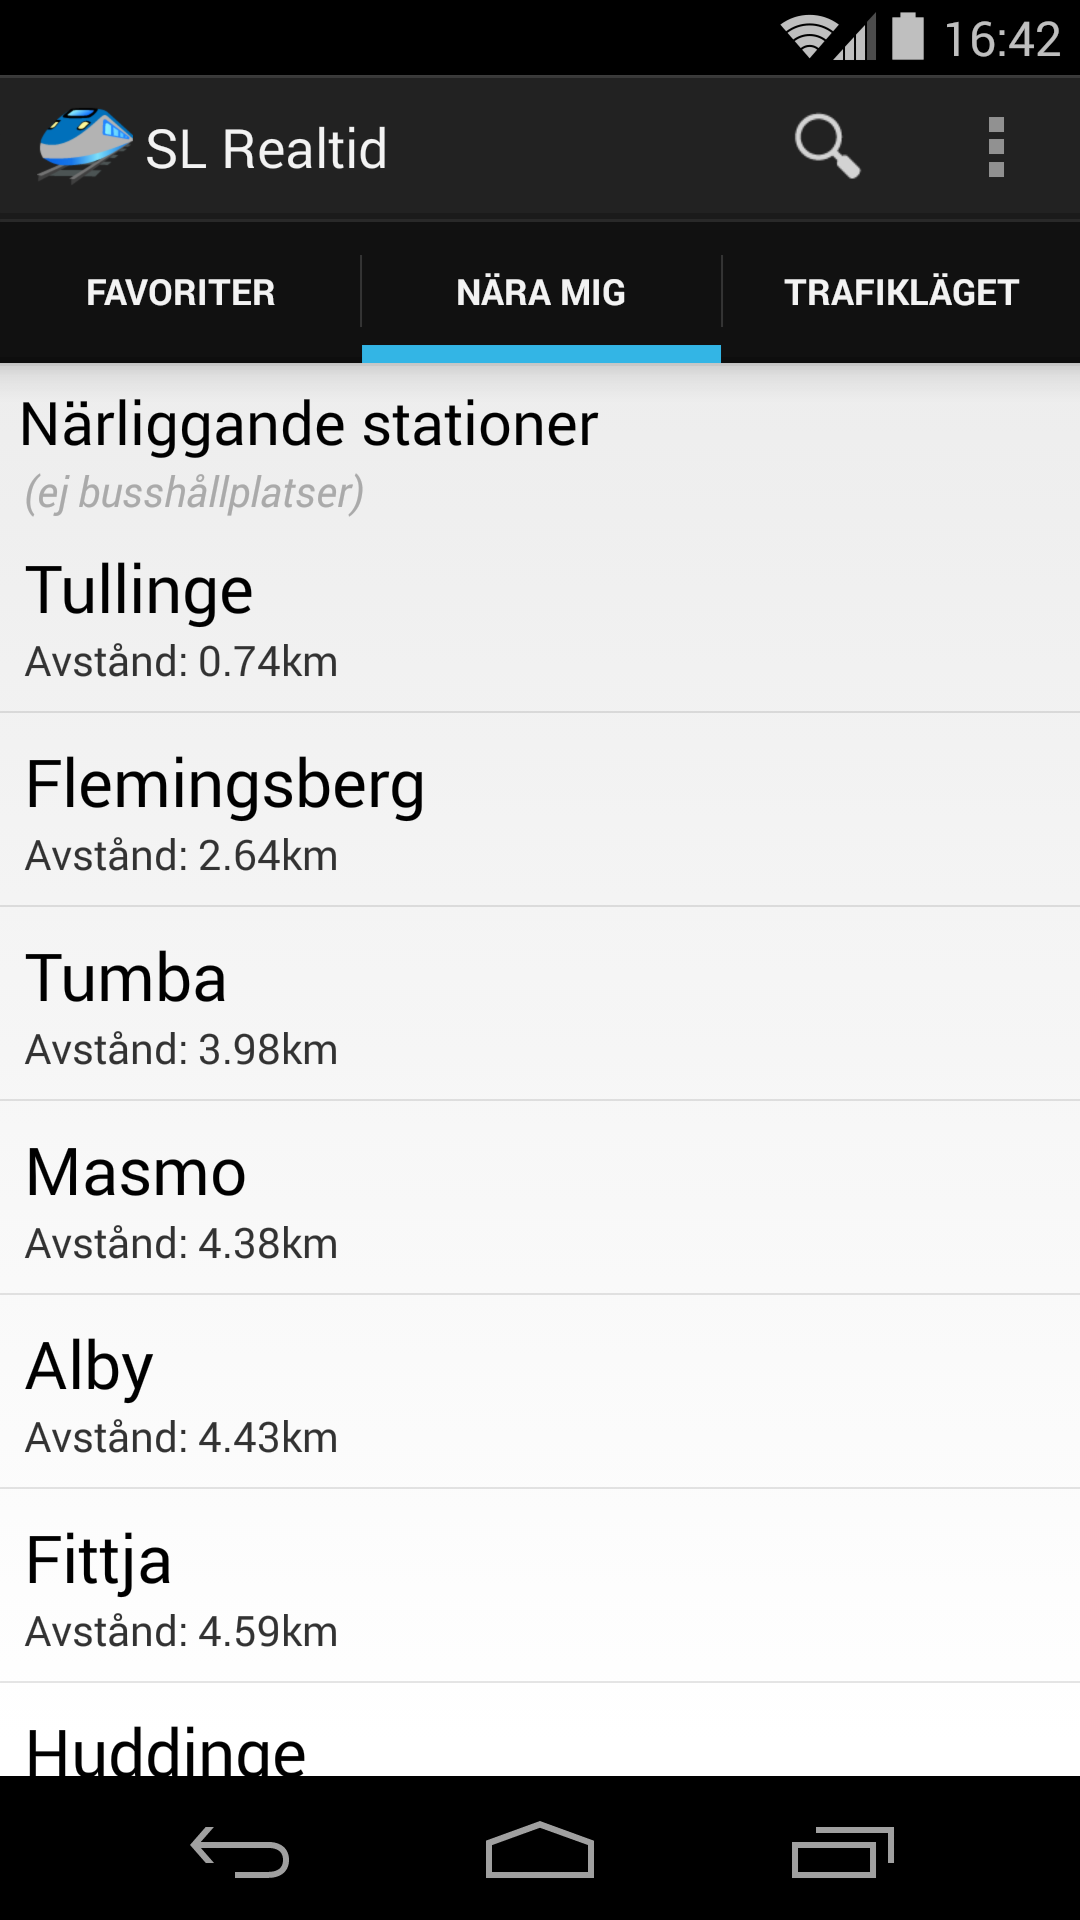 16:42
SL Realtid
FAVORITER
NÄRA MIG
TRAFIKLÄGET
Närliggande stationer
(ej busshållplatser)
Tullinge
Avstånd: 0.74km
Flemingsberg
Avstånd: 2.64km
Tumba
Avstånd: 3.98km
Masmo
Avstånd: 4.38km
Alby
Avstånd: 4.43km
Fittja
Avstånd: 4.59km
Huddinge